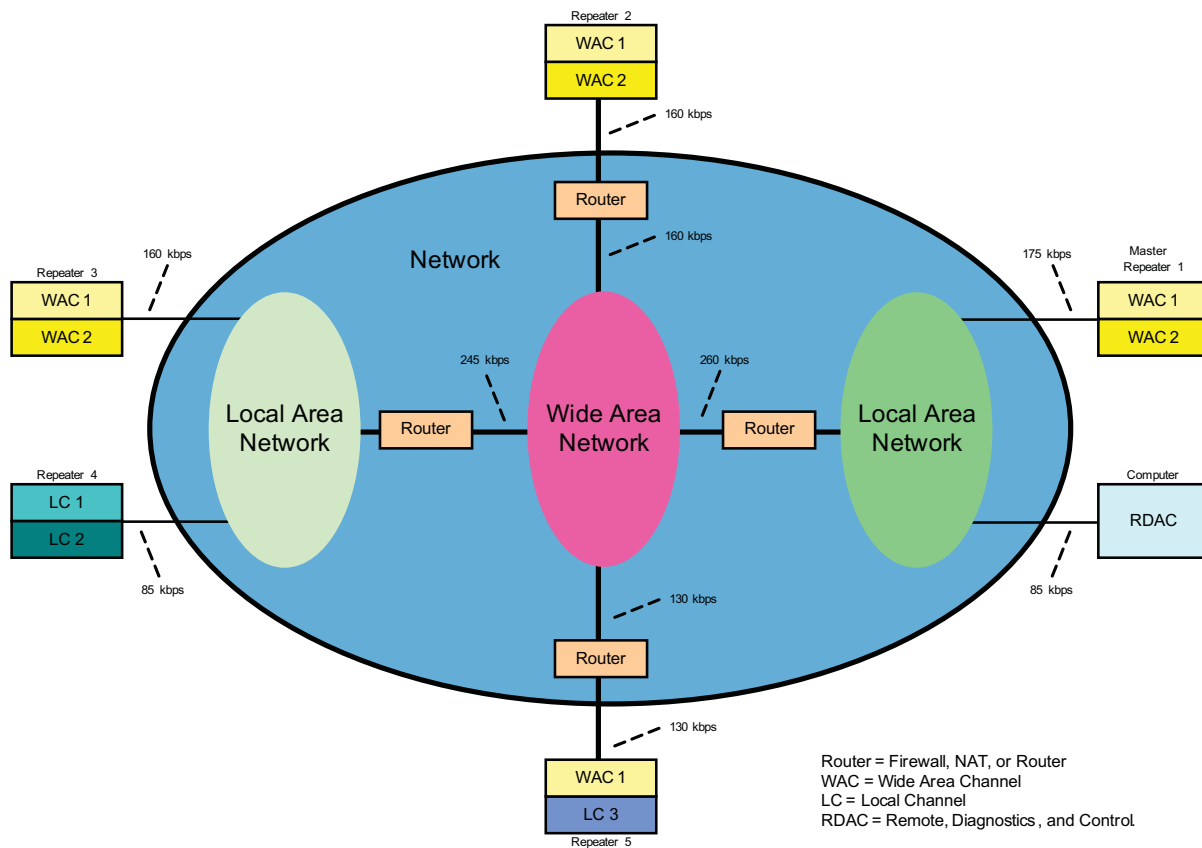 Repeater 2
WAC 1
WAC 2
160 kbps
Router
160 kbps
Network
160 kbps
Repeater 3
WAC 1
WAC 2
175 kbps
Master
Repeater 1
WAC 1
WAC 2
245 kbps
260 kbps
Local Area
Network
Router
Wide Area
Network
Router
Local Area
Network
Repeater 4
LC 1
LC 2
85 kbps
Computer
RDAC
85 kbps
130 kbps
Router
130 kbps
WAC 1
LC 3
Repeater 5
Router = Firewall, NAT, or Router
WAC = Wide Area Channel
LC = Local Channel
RDAC = Remote, Diagnostics, and Control.